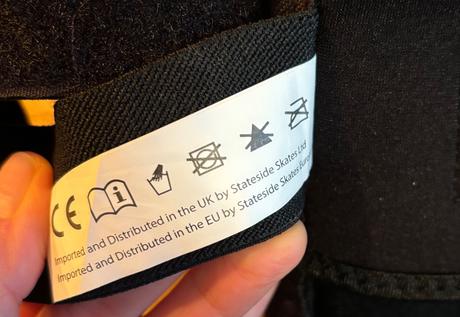 CE
Imported and Distributed in the UK by Stateside Skates Ltd
Imported and Distributed in the EU by Stateside Skates